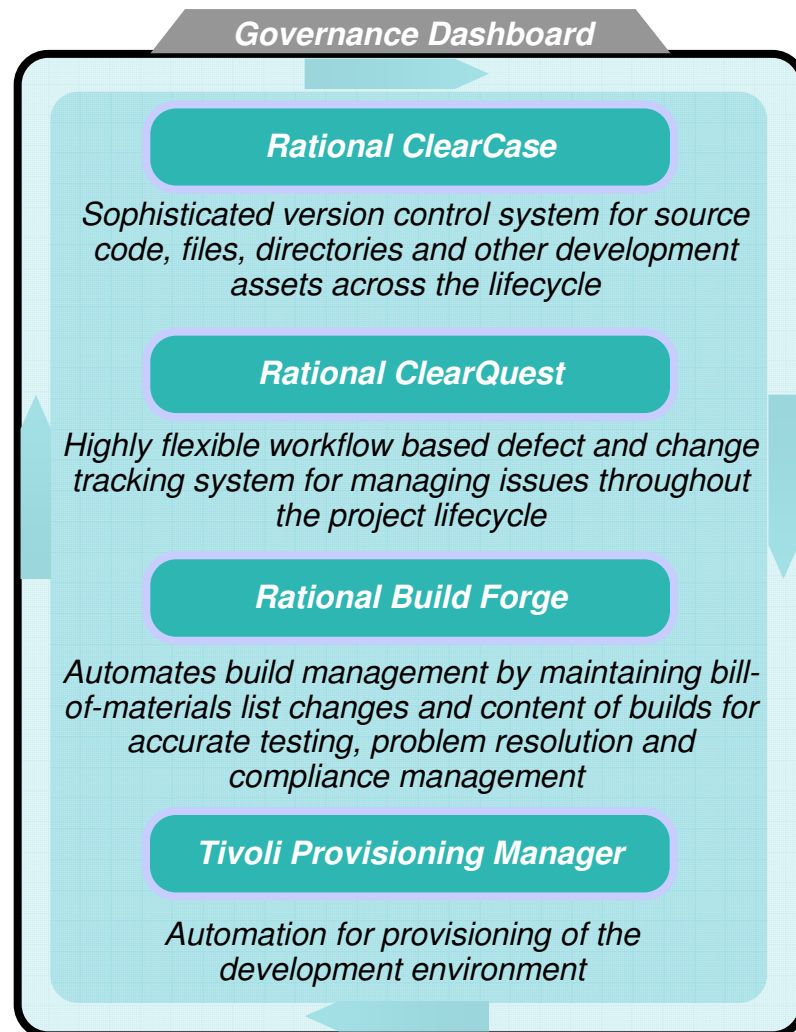 Governance Dashboard
Rational ClearCase
Sophisticated version control system for source
code, files, directories and other development
assets across the lifecycle
Rational ClearQuest
Highly flexible workflow based defect and change
tracking system for managing issues throughout
the project lifecycle
Rational Build Forge
Automates build management by maintaining bill-
of-materials list changes and content of builds for
accurate testing, problem resolution and
compliance management
Tivoli Provisioning Manager
Automation for provisioning of the
development environment